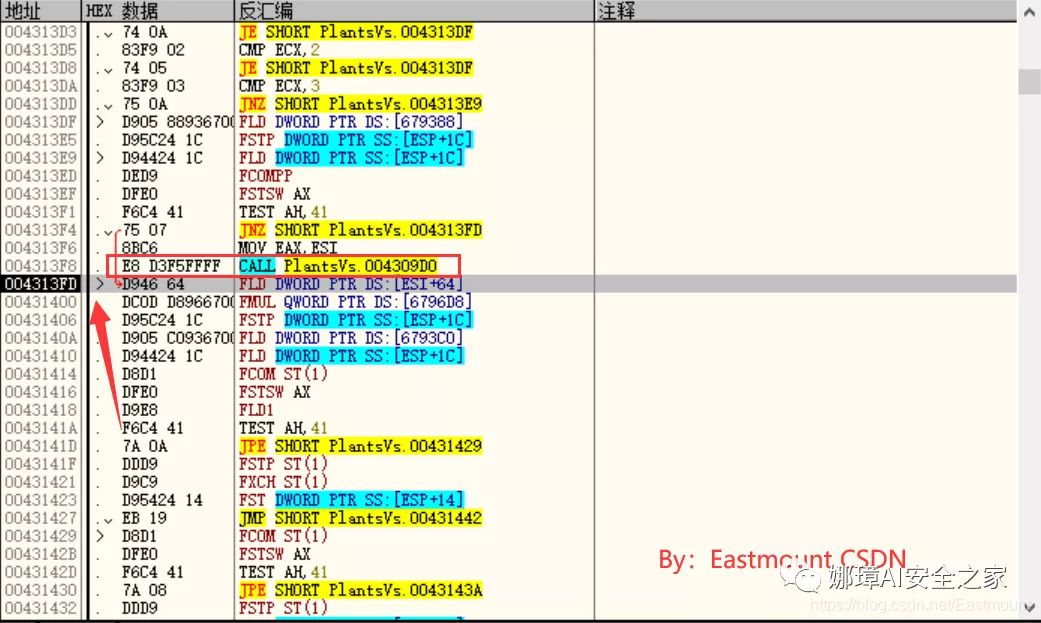 地址 HEX 数据 反汇编 注释
004313D3 .⌄ 74 0A JE SHORT PlantsVs.004313DF
004313D5 . 83F9 02 CMP ECX,2
004313D8 .⌄ 74 05 JE SHORT PlantsVs.004313DF
004313DA . 83F9 03 CMP ECX,3
004313DD .⌄ 75 0A JNZ SHORT PlantsVs.004313E9
004313DF > D905 88936700 FLD DWORD PTR DS:[679388]
004313E5 . D95C24 1C FSTP DWORD PTR SS:[ESP+1C]
004313E9 > D94424 1C FLD DWORD PTR SS:[ESP+1C]
004313ED . DED9 FCOMPP
004313EF . DFE0 FSTSW AX
004313F1 . F6C4 41 TEST AH,41
004313F4 .⌄ 75 07 JNZ SHORT PlantsVs.004313FD
004313F6 . 8BC6 MOV EAX,ESI
004313F8 . E8 D3F5FFFF CALL PlantsVs.004309D0
004313FD > D946 64 FLD DWORD PTR DS:[ESI+64]
00431400 . DC0D D8966700 FMUL QWORD PTR DS:[6796D8]
00431406 . D95C24 1C FSTP DWORD PTR SS:[ESP+1C]
0043140A . D905 C0936700 FLD DWORD PTR DS:[6793C0]
00431410 . D94424 1C FLD DWORD PTR SS:[ESP+1C]
00431414 . D8D1 FCOM ST(1)
00431416 . DFE0 FSTSW AX
00431418 . D9E8 FLD1
0043141A . F6C4 41 TEST AH,41
0043141D . 7A 0A JPE SHORT PlantsVs.00431429
0043141F . DDD9 FSTP ST(1)
00431421 . D9C9 FXCH ST(1)
00431423 . D95424 14 FST DWORD PTR SS:[ESP+14]
00431427 .⌄ EB 19 JMP SHORT PlantsVs.00431442
00431429 > D8D1 FCOM ST(1)
0043142B . DFE0 FSTSW AX
0043142D . F6C4 41 TEST AH,41
00431430 . 7A 08 JPE SHORT PlantsVs.0043143A
00431432 . DDD9 FSTP ST(1)
By：Eastmount CSDN
娜璋AI安全之家
https://blog.csdn.net/Eastmoun